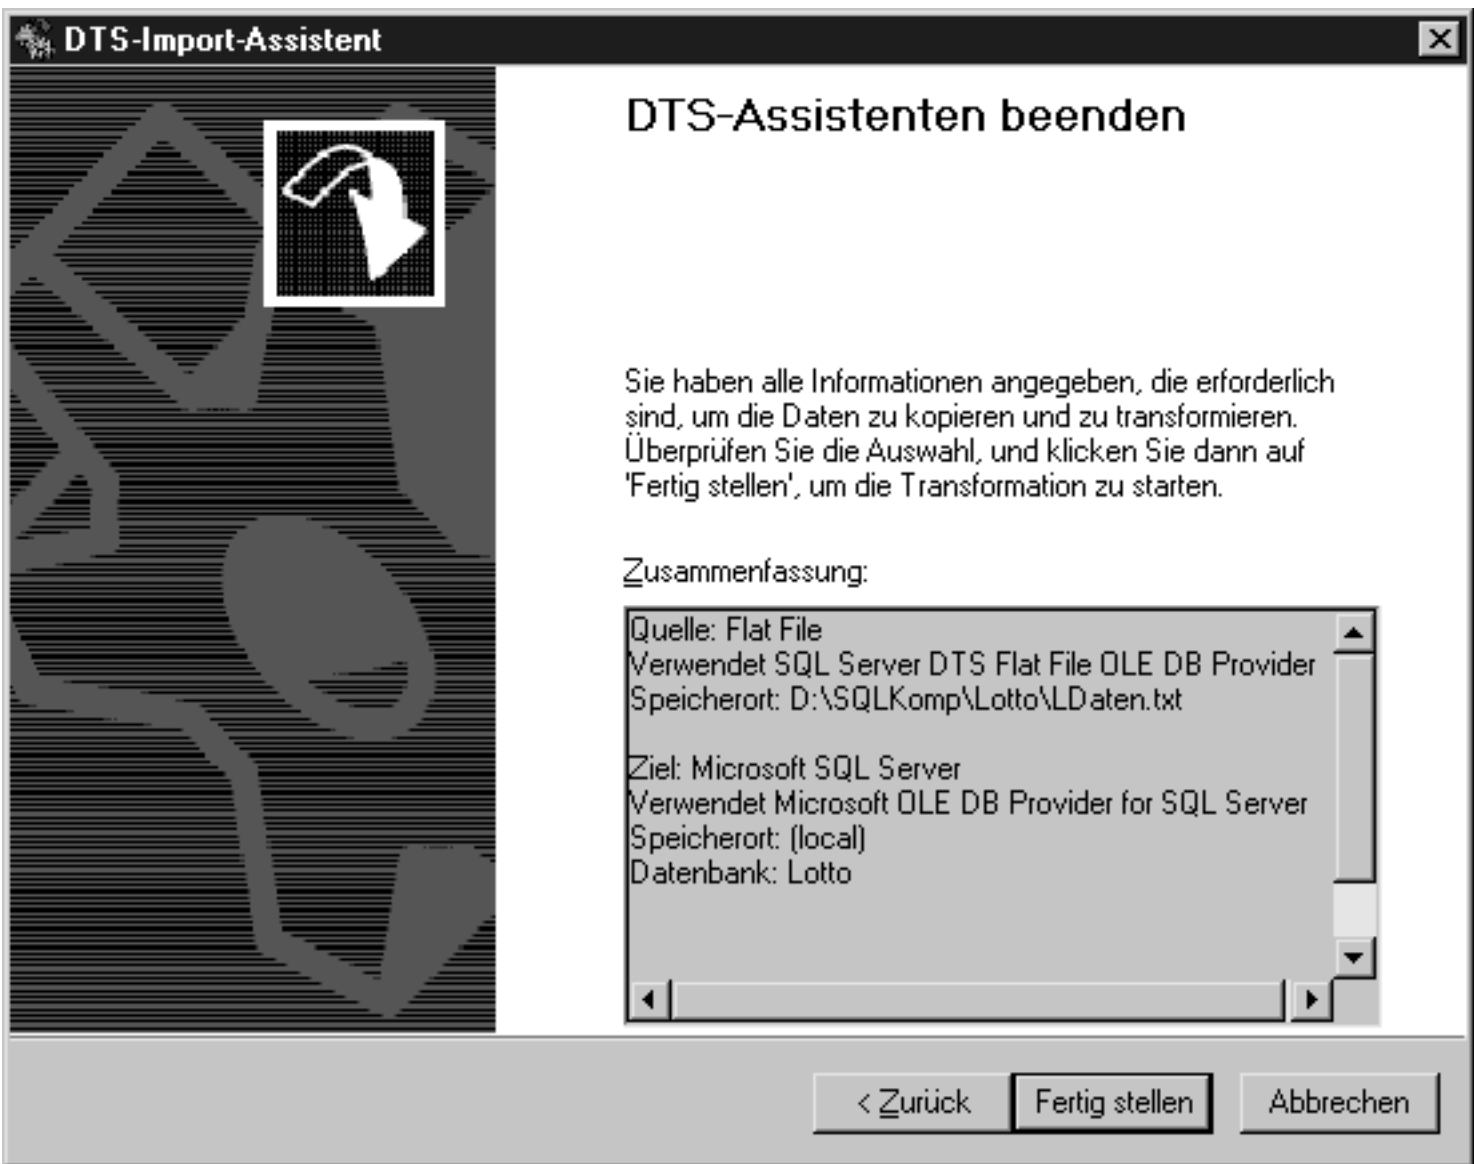 DTS-Import-Assistent
DTS-Assistenten beenden
Sie haben alle Informationen angegeben, die erforderlich
sind, um die Daten zu kopieren und zu transformieren.
Überprüfen Sie die Auswahl, und klicken Sie dann auf
'Fertig stellen', um die Transformation zu starten.
Zusammenfassung:
Quelle: Flat File
Verwendet SQL Server DTS Flat File OLE DB Provider
Speicherort: D:\SQLKomp\Lotto\LDaten.txt
Ziel: Microsoft SQL Server
Verwendet Microsoft OLE DB Provider for SQL Server
Speicherort: (local)
Datenbank: Lotto
< Zurück
Fertig stellen
Abbrechen